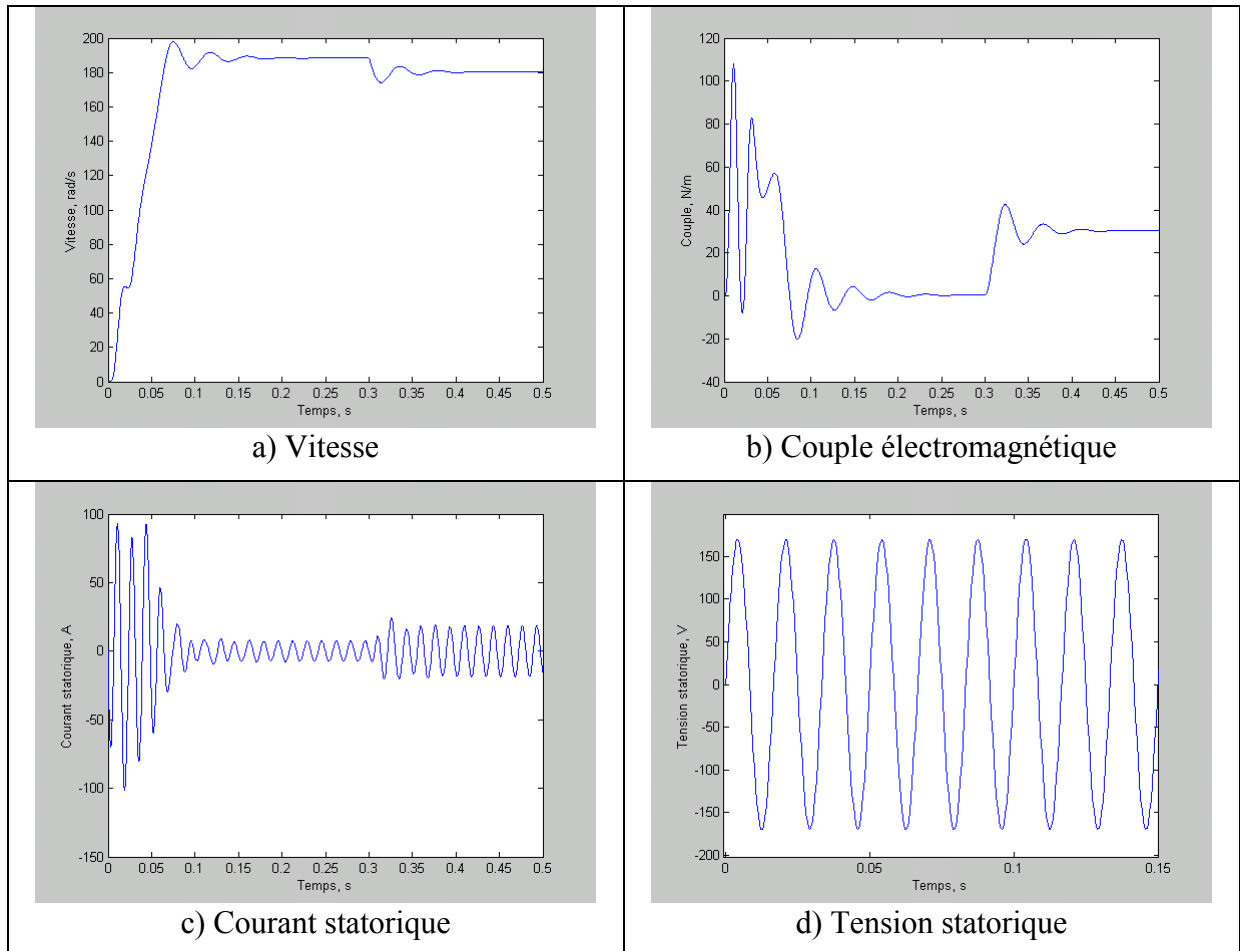 200
180
160
140
120
100
80
60
40
20
0
Vitesse, rad/s
0 0.05 0.1 0.15 0.2 0.25 0.3 0.35 0.4 0.45 0.5
Temps, s
a) Vitesse
120
100
80
60
40
20
0
-20
-40
Couple, N/m
0 0.05 0.1 0.15 0.2 0.25 0.3 0.35 0.4 0.45 0.5
Temps, s
b) Couple électromagnétique
100
50
0
-50
-100
-150
Courant statorique, A
0 0.05 0.1 0.15 0.2 0.25 0.3 0.35 0.4 0.45 0.5
Temps, s
c) Courant statorique
150
100
50
0
-50
-100
-150
-200
Tension statorique, V
0 0.05 0.1 0.15
Temps, s
d) Tension statorique